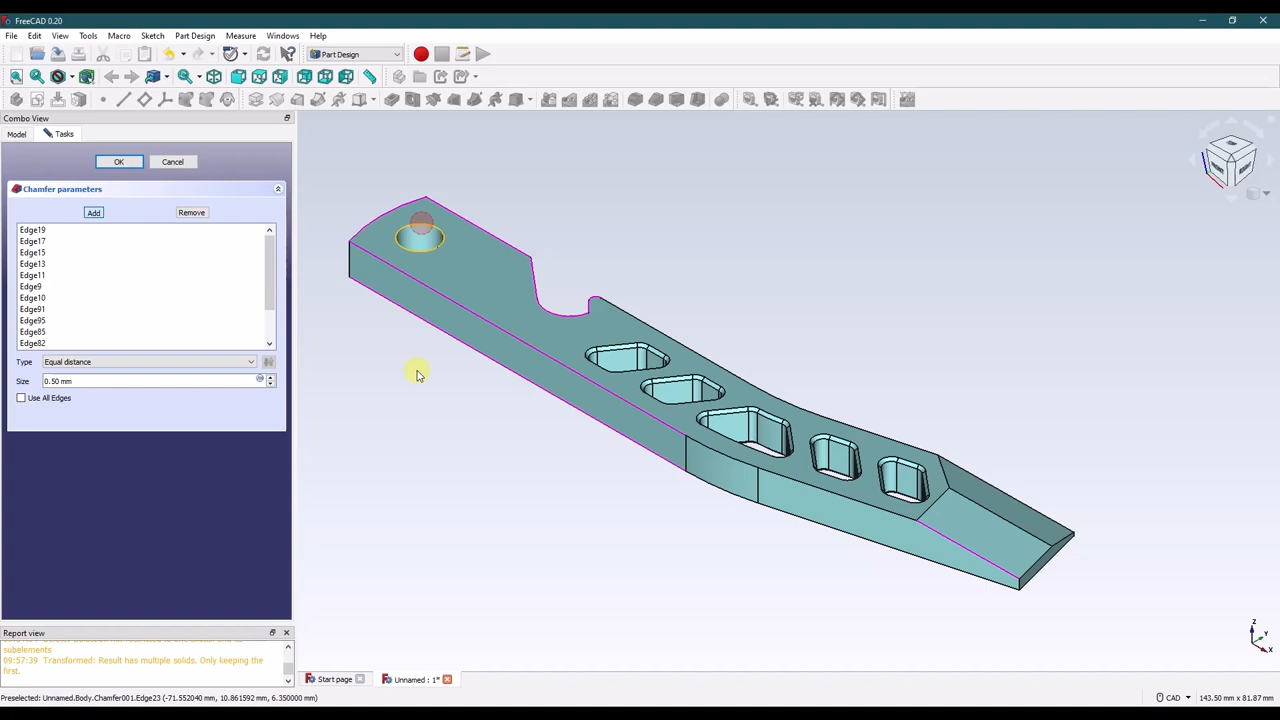 FreeCAD 0.20
File Edit View Tools Macro Sketch Part Design Measure Windows Help
Part Design
Combo View
Model Tasks
OK Cancel
Chamfer parameters
Add Remove
Edge19
Edge17
Edge15
Edge13
Edge11
Edge9
Edge10
Edge91
Edge95
Edge85
Edge82
Type Equal distance
Size 0.50 mm
Use All Edges
Report view
subelements
09:57:39 Transformed: Result has multiple solids. Only keeping the
first.
Z
Y
X
Start page Unnamed : 1*
Preselected: Unnamed.Body.Chamfer001.Edge23 (-71.552040 mm, 10.861592 mm, 6.350000 mm) CAD 143.50 mm x 81.87 mm